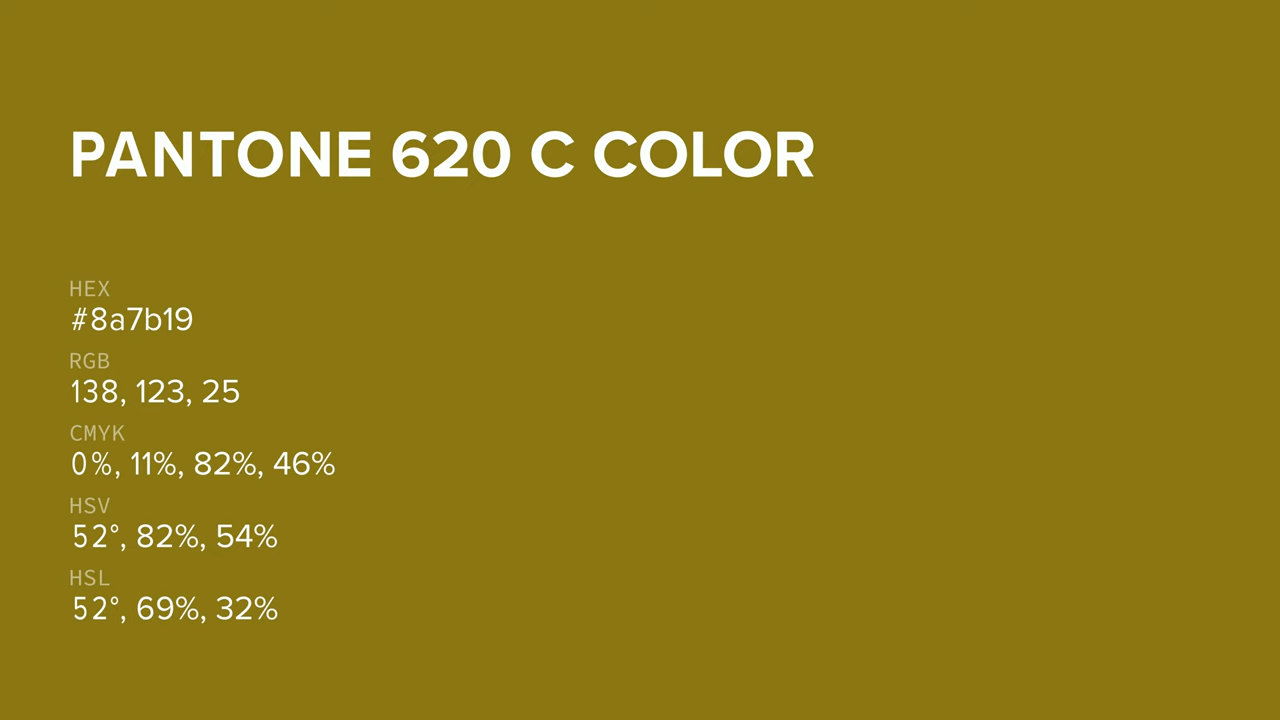 PANTONE 620 C COLOR
HEX
#8a7b19
RGB
138, 123, 25
CMYK
0%, 11%, 82%, 46%
HSV
52°, 82%, 54%
HSL
52°, 69%, 32%